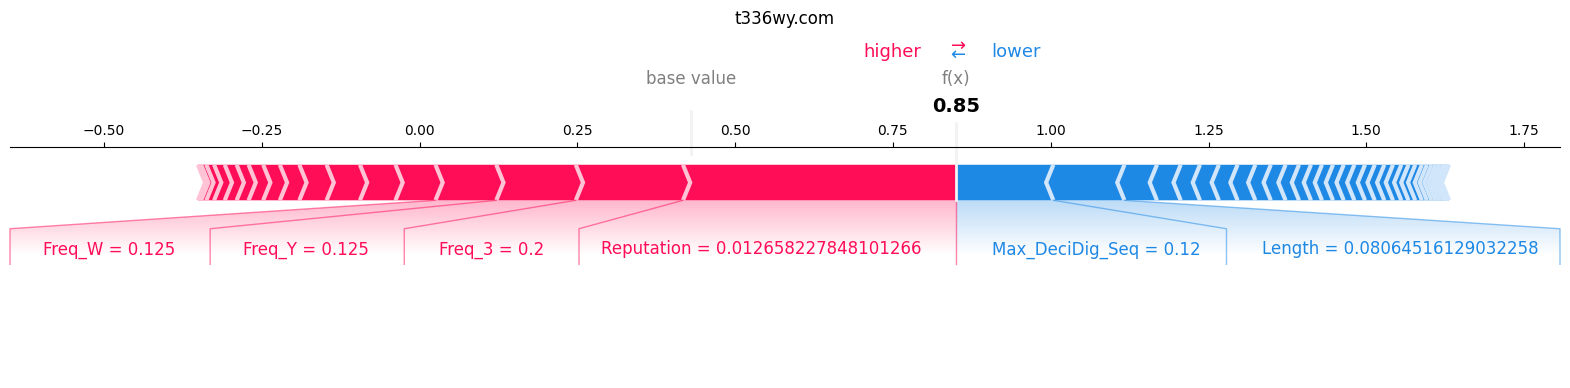 t336wy.com
higher → ← lower
base value f(x)
0.85
−0.50 −0.25 0.00 0.25 0.50 0.75 1.00 1.25 1.50 1.75
Freq_W = 0.125 Freq_Y = 0.125 Freq_3 = 0.2 Reputation = 0.012658227848101266 Max_DeciDig_Seq = 0.12 Length = 0.08064516129032258